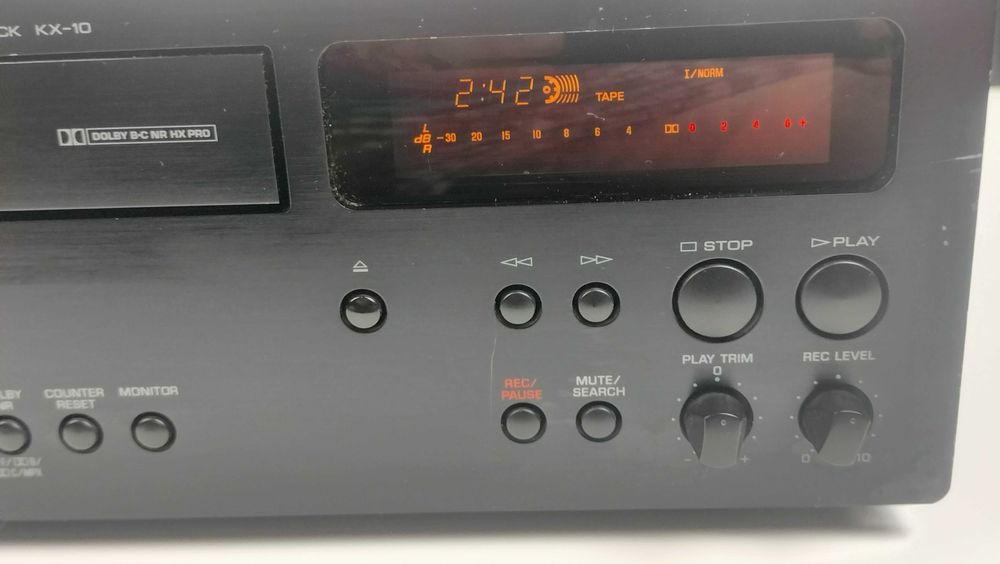 KX-10
DOLBY B-C NR HX PRO
2:42 TAPE
I/NORM
L
dB -30 20 15 10 8 6 4 0 2 4 6 +
R
STOP
PLAY
PLAY TRIM
0
- +
REC LEVEL
0 10
REC/
PAUSE
MUTE/
SEARCH
COUNTER
RESET
MONITOR